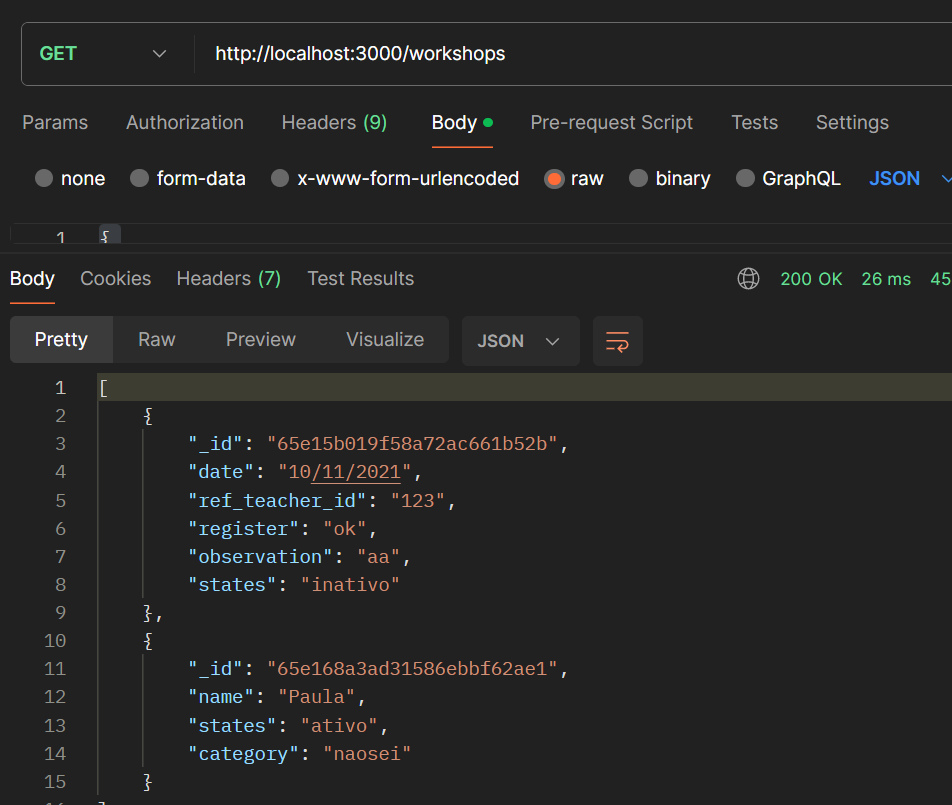 GET http://localhost:3000/workshops
Params Authorization Headers (9) Body Pre-request Script Tests Settings
none form-data x-www-form-urlencoded raw binary GraphQL JSON
1 {
Body Cookies Headers (7) Test Results 200 OK 26 ms 45
Pretty Raw Preview Visualize JSON
1 [
2 {
3 "_id": "65e15b019f58a72ac661b52b",
4 "date": "10/11/2021",
5 "ref_teacher_id": "123",
6 "register": "ok",
7 "observation": "aa",
8 "states": "inativo"
9 },
10 {
11 "_id": "65e168a3ad31586ebbf62ae1",
12 "name": "Paula",
13 "states": "ativo",
14 "category": "naosei"
15 }